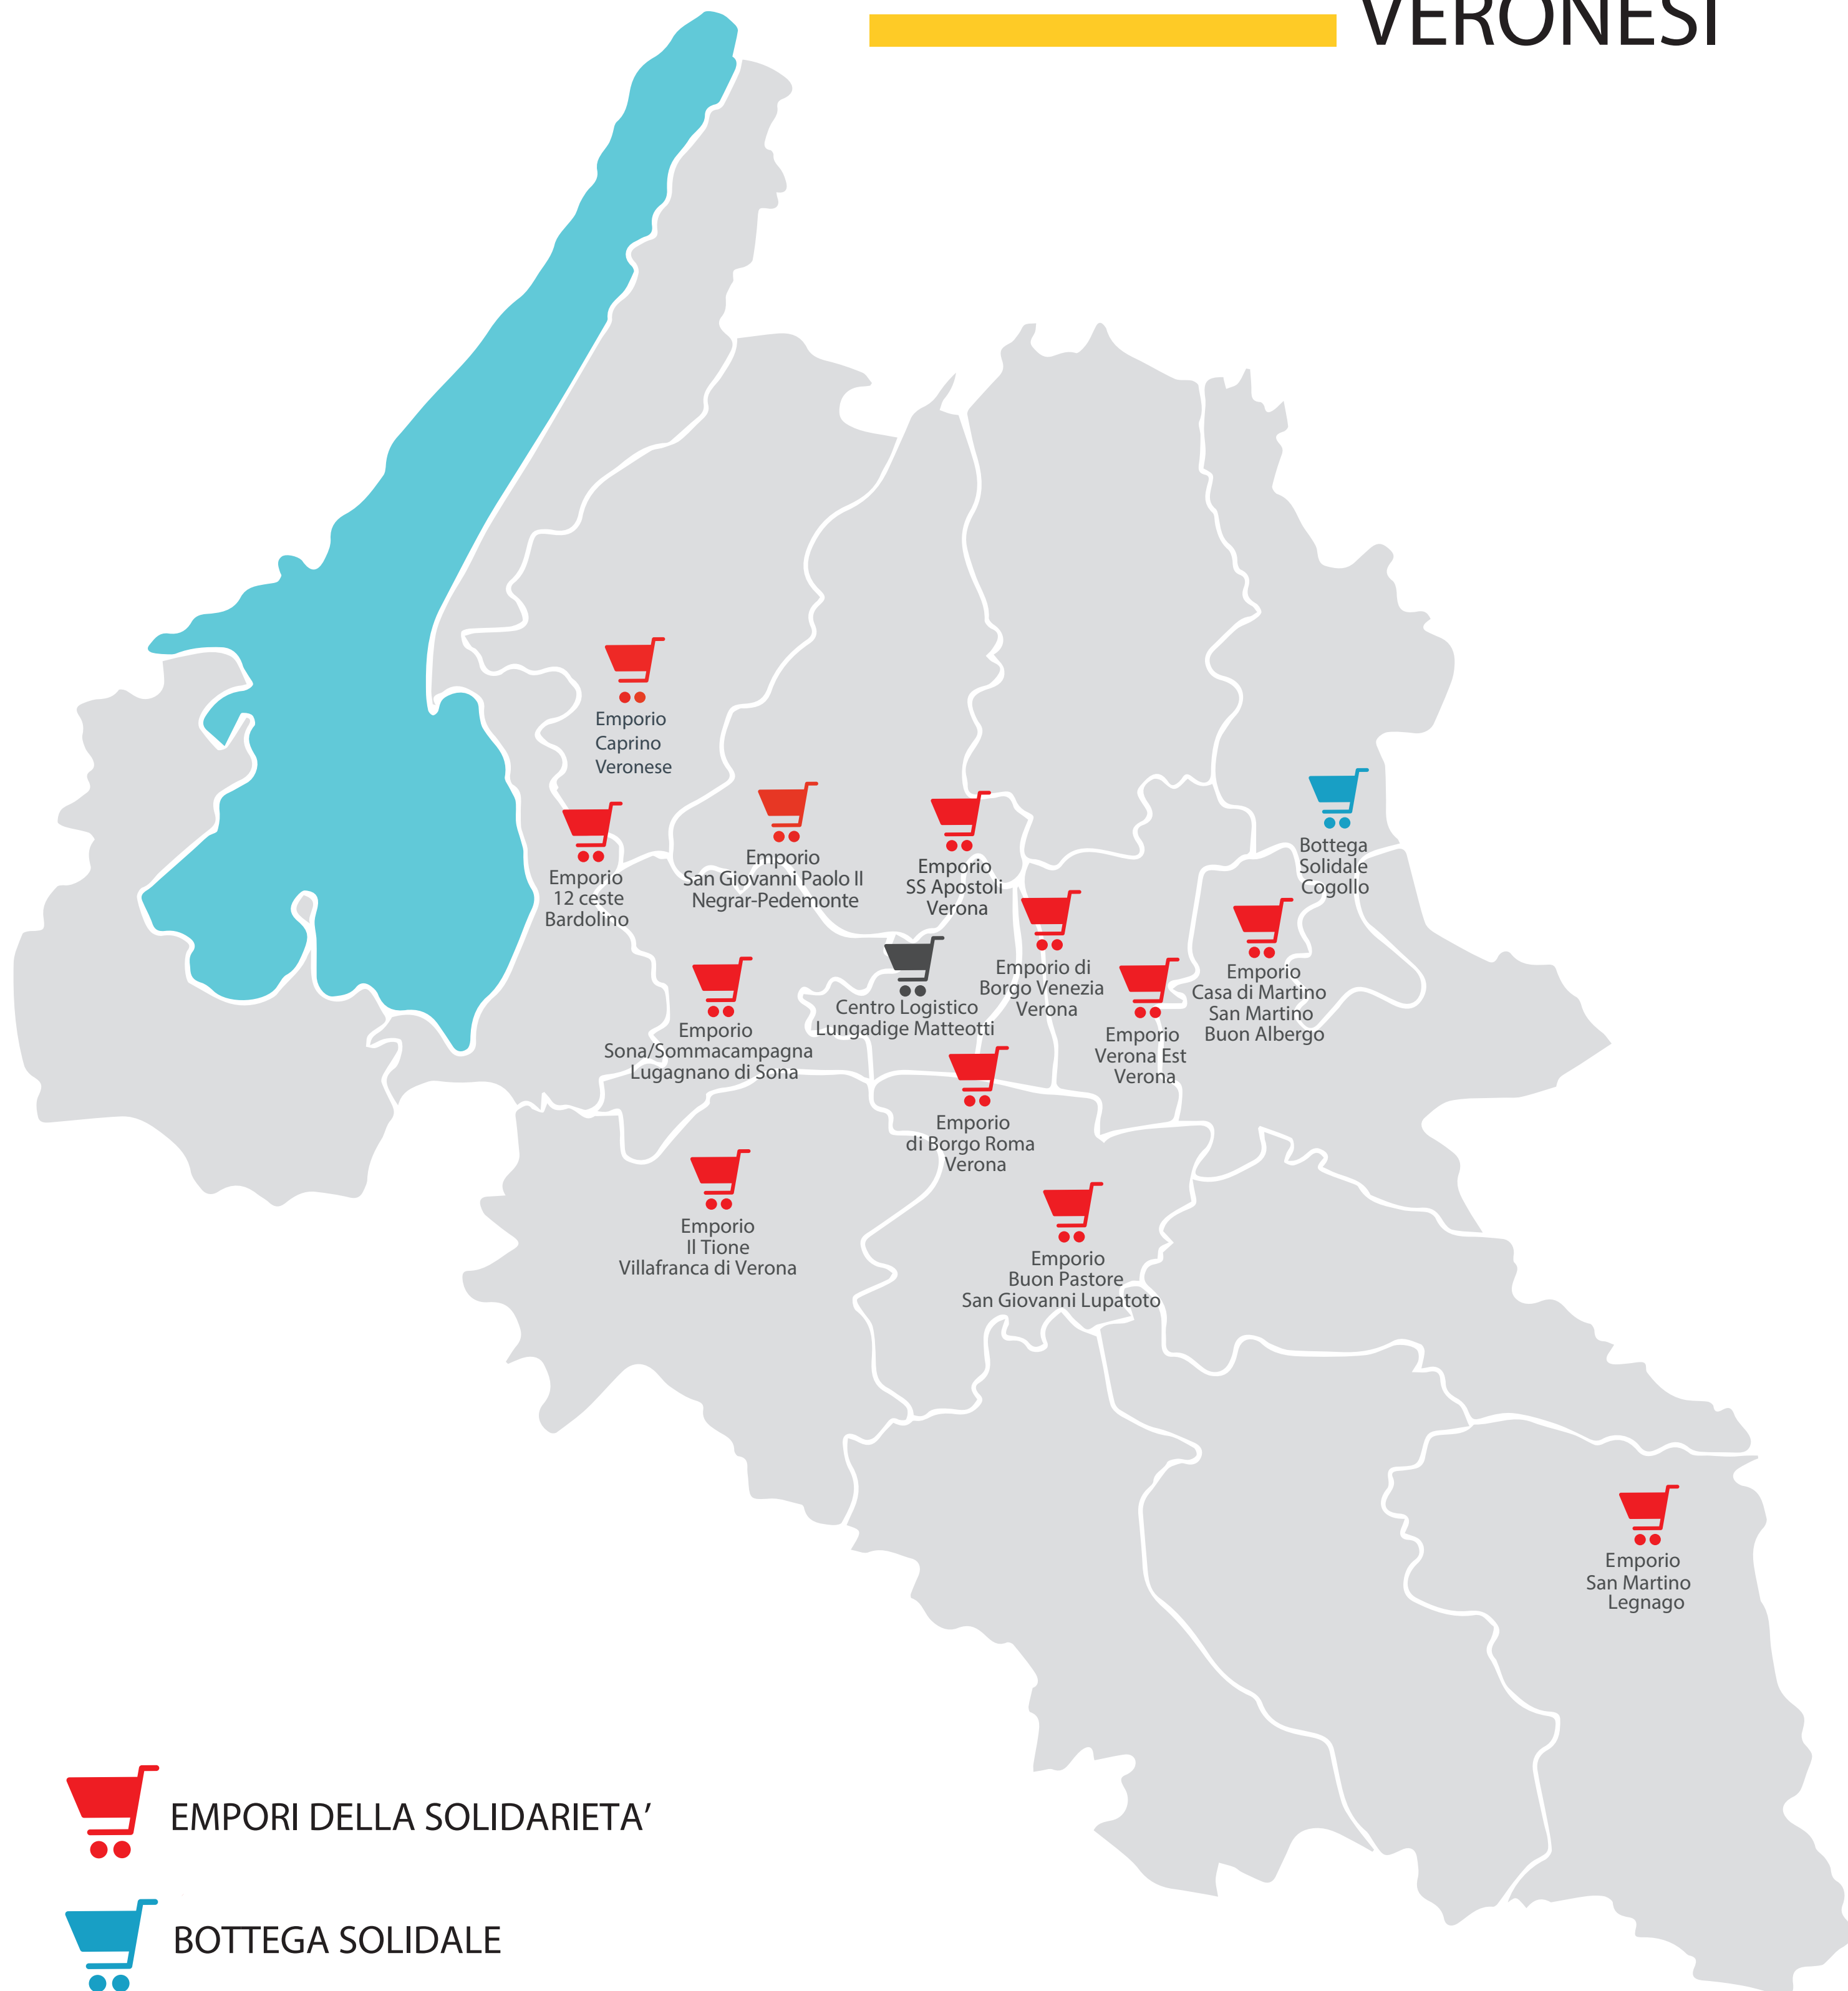 VERONESI
Emporio
Caprino
Veronese
Emporio
12 ceste
Bardolino
Emporio
San Giovanni Paolo II
Negrar-Pedemonte
Emporio
SS Apostoli
Verona
Bottega
Solidale
Cogollo
Emporio di
Borgo Venezia
Verona
Emporio
Casa di Martino
San Martino
Buon Albergo
Centro Logistico
Lungadige Matteotti
Emporio
Verona Est
Verona
Emporio
Sona/Sommacampagna
Lugagnano di Sona
Emporio
di Borgo Roma
Verona
Emporio
Il Tione
Villafranca di Verona
Emporio
Buon Pastore
San Giovanni Lupatoto
Emporio
San Martino
Legnago
EMPORI DELLA SOLIDARIETA’
BOTTEGA SOLIDALE